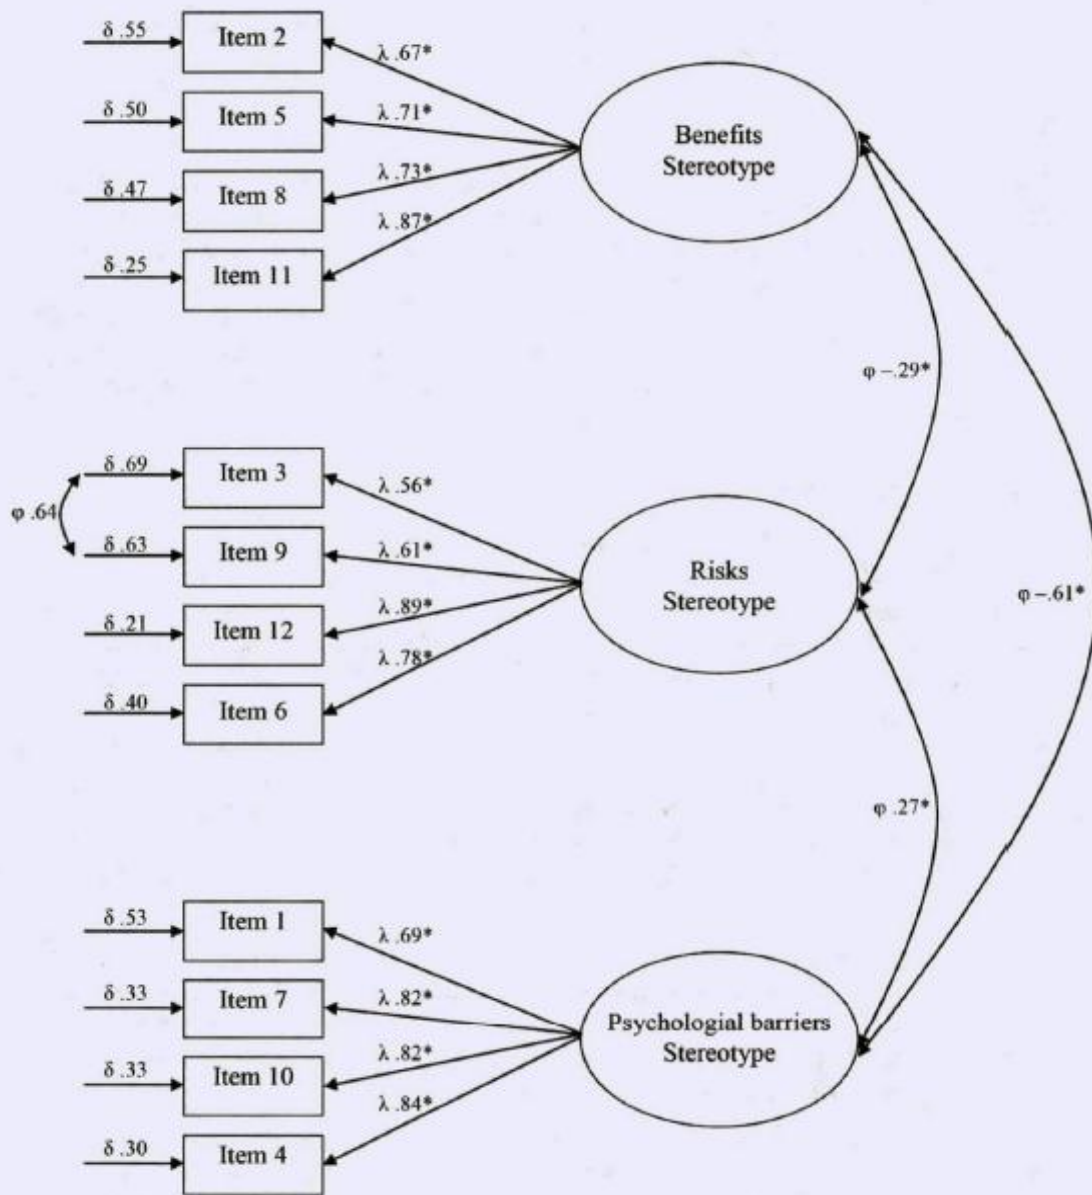 δ .55
Item 2
λ .67*
δ .50
Item 5
λ .71*
δ .47
Item 8
λ .73*
δ .25
Item 11
λ .87*
Benefits
Stereotype
φ –.29*
δ .69
Item 3
λ .56*
φ .64
δ .63
Item 9
λ .61*
δ .21
Item 12
λ .89*
δ .40
Item 6
λ .78*
Risks
Stereotype
φ –.61*
φ .27*
δ .53
Item 1
λ .69*
δ .33
Item 7
λ .82*
δ .33
Item 10
λ .82*
δ .30
Item 4
λ .84*
Psychologial barriers
Stereotype